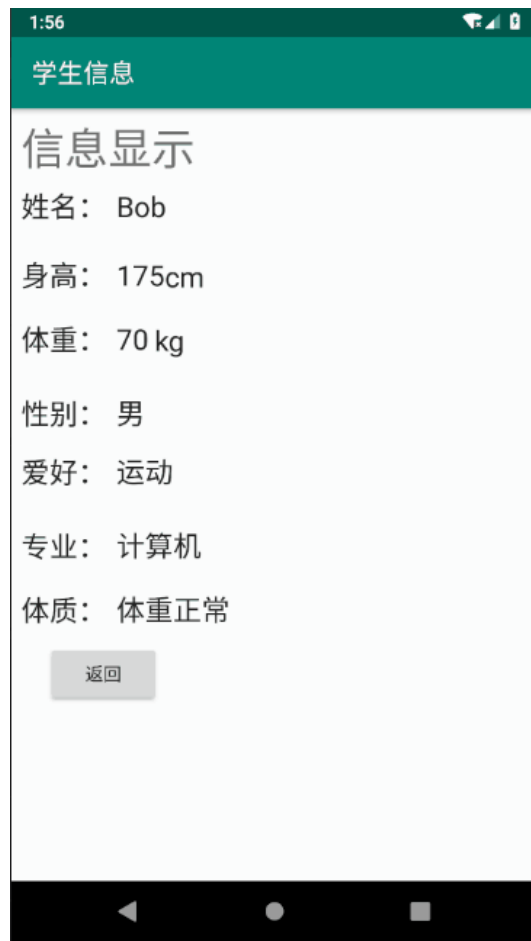 1:56
学生信息
信息显示
姓名： Bob
身高： 175cm
体重： 70 kg
性别： 男
爱好： 运动
专业： 计算机
体质： 体重正常
返回